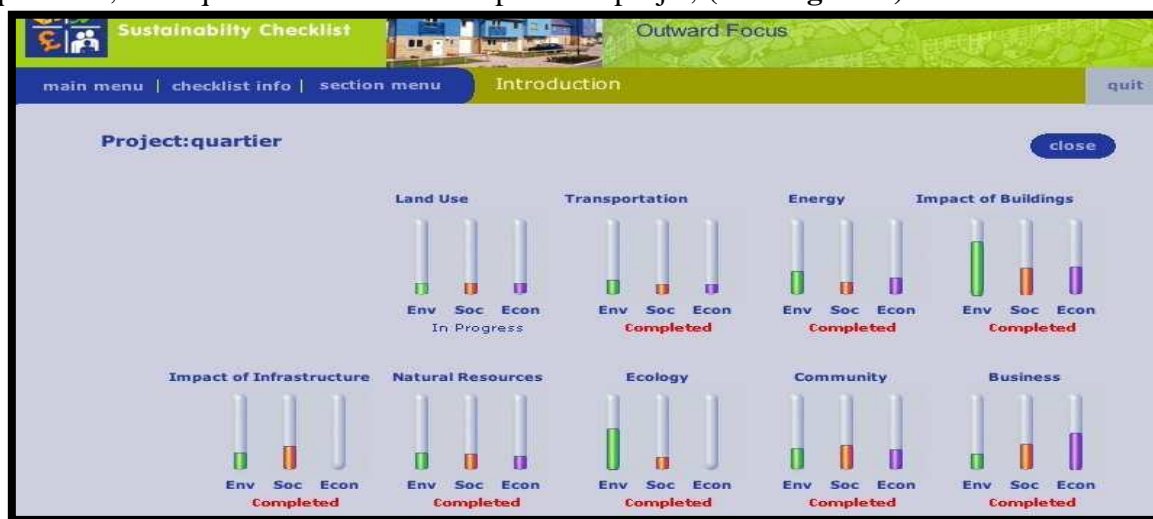 Sustainabilty Checklist
Outward Focus
main menu | checklist info | section menu
Introduction
quit
Project:quartier
close
Land Use
Transportation
Energy
Impact of Buildings
Env Soc Econ
Env Soc Econ
Env Soc Econ
Env Soc Econ
In Progress
Completed
Completed
Completed
Impact of Infrastructure
Natural Resources
Ecology
Community
Business
Env Soc Econ
Env Soc Econ
Env Soc Econ
Env Soc Econ
Env Soc Econ
Completed
Completed
Completed
Completed
Completed